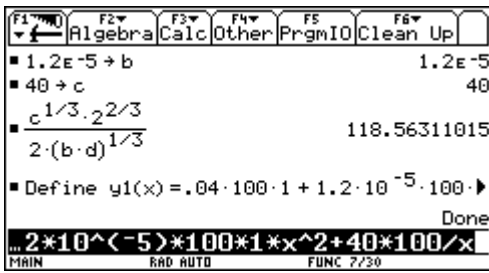 F1 F2 F3 F4 F5 F6
Algebra Calc Other PrgmIO Clean Up
▪ 1.2ᴇ-5 → b 1.2ᴇ-5
▪ 40 → c 40
▪ c^1/3·2^2/3 / 2·(b·d)^1/3 118.56311015
▪ Define y1(x)=.04·100·1+1.2·10^-5·100·▶
Done
…2*10^(-5)*100*1*x^2+40*100/x
MAIN RAD AUTO FUNC 7/30